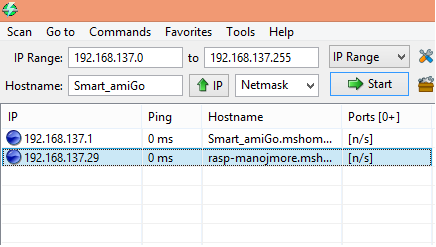 Scan Go to Commands Favorites Tools Help
IP Range: 192.168.137.0 to 192.168.137.255 IP Range
Hostname: Smart_amiGo IP Netmask Start
IP Ping Hostname Ports [0+]
192.168.137.1 0 ms Smart_amiGo.mshom... [n/s]
192.168.137.29 0 ms rasp-manojmore.msh... [n/s]